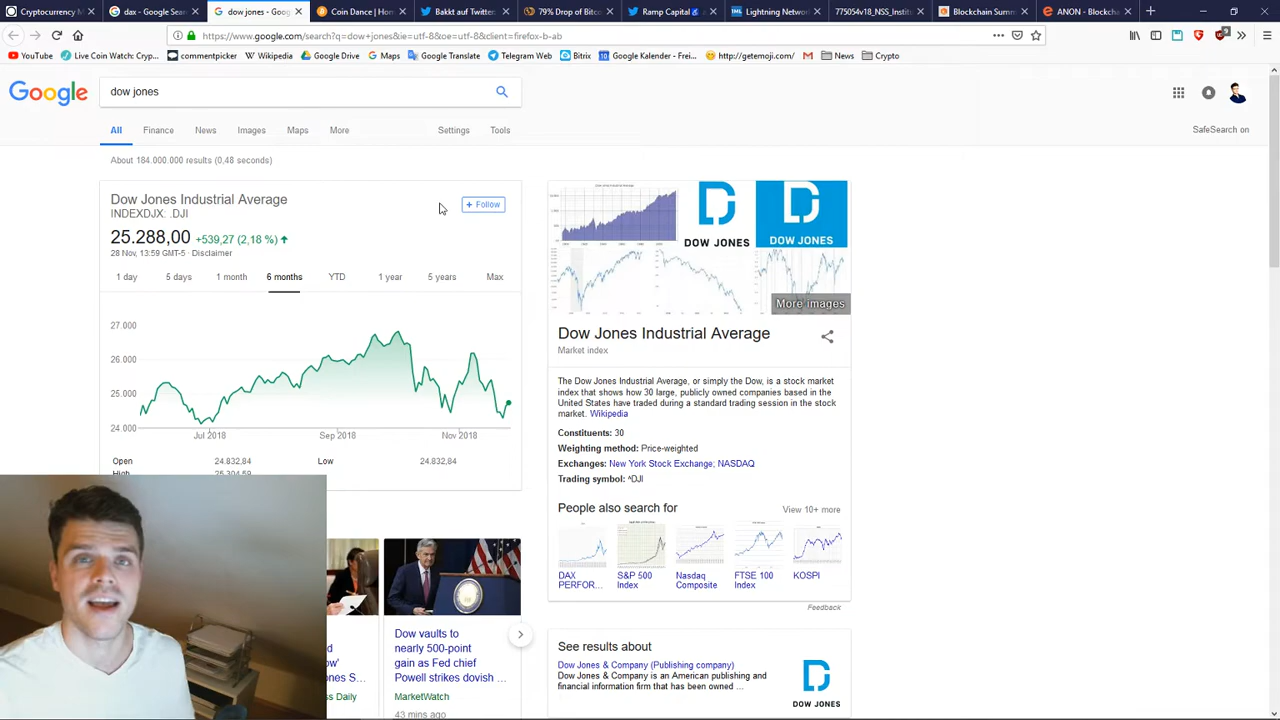 Cryptocurrency M
dax - Google Sear
dow jones - Goog
Coin Dance | Hom
Bakkt auf Twitter
79% Drop of Bitco
Ramp Capital
Lightning Network
775054v18_NSS_Instit
Blockchain Summ
ANON - Blockcha
https://www.google.com/search?q=dow+jones&ie=utf-8&oe=utf-8&client=firefox-b-ab
YouTube
Live Coin Watch: Cryp...
commentpicker
Wikipedia
Google Drive
Maps
Google Translate
Telegram Web
Bitrix
Google Kalender - Frei...
http://getemoji.com/
News
Crypto
Google
dow jones
All
Finance
News
Images
Maps
More
Settings
Tools
SafeSearch on
About 184.000.000 results (0,48 seconds)
Dow Jones Industrial Average
INDEXDJX: .DJI
+ Follow
25.288,00 +539,27 (2,18 %)
28 Nov, 13:59 GMT-5 · Disclaimer
1 day
5 days
1 month
6 months
YTD
1 year
5 years
Max
27.000
26.000
25.000
24.000
Jul 2018
Sep 2018
Nov 2018
Open 24.832,84
Low 24.832,84
High 25.304,59
Dow vaults to
nearly 500-point
gain as Fed chief
Powell strikes dovish ...
MarketWatch
43 mins ago
DOW JONES
DOW JONES
More images
Dow Jones Industrial Average
Market index
The Dow Jones Industrial Average, or simply the Dow, is a stock market
index that shows how 30 large, publicly owned companies based in the
United States have traded during a standard trading session in the stock
market. Wikipedia
Constituents: 30
Weighting method: Price-weighted
Exchanges: New York Stock Exchange; NASDAQ
Trading symbol: ^DJI
People also search for
View 10+ more
DAX
PERFOR...
S&P 500
Index
Nasdaq
Composite
FTSE 100
Index
KOSPI
Feedback
See results about
Dow Jones & Company (Publishing company)
Dow Jones & Company is an American publishing and
financial information firm that has been owned ...
DOW JONES